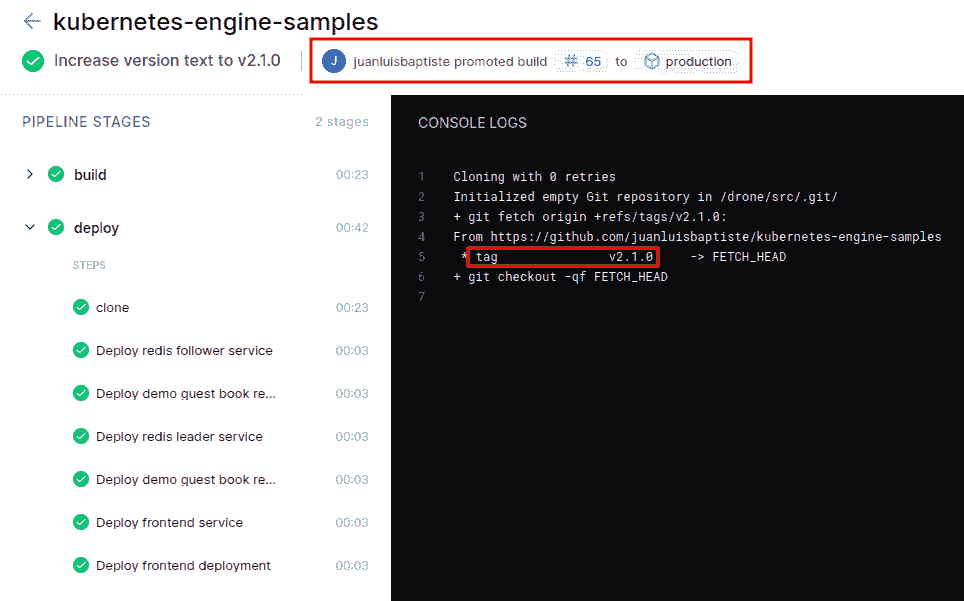 kubernetes-engine-samples
Increase version text to v2.1.0
J juanluisbaptiste promoted build # 65 to production
PIPELINE STAGES 2 stages
build 00:23
deploy 00:42
STEPS
clone 00:23
Deploy redis follower service 00:03
Deploy demo guest book re... 00:03
Deploy redis leader service 00:03
Deploy demo guest book re... 00:03
Deploy frontend service 00:03
Deploy frontend deployment 00:03
CONSOLE LOGS
1 Cloning with 0 retries
2 Initialized empty Git repository in /drone/src/.git/
3 + git fetch origin +refs/tags/v2.1.0:
4 From https://github.com/juanluisbaptiste/kubernetes-engine-samples
5 * tag v2.1.0 -> FETCH_HEAD
6 + git checkout -qf FETCH_HEAD
7